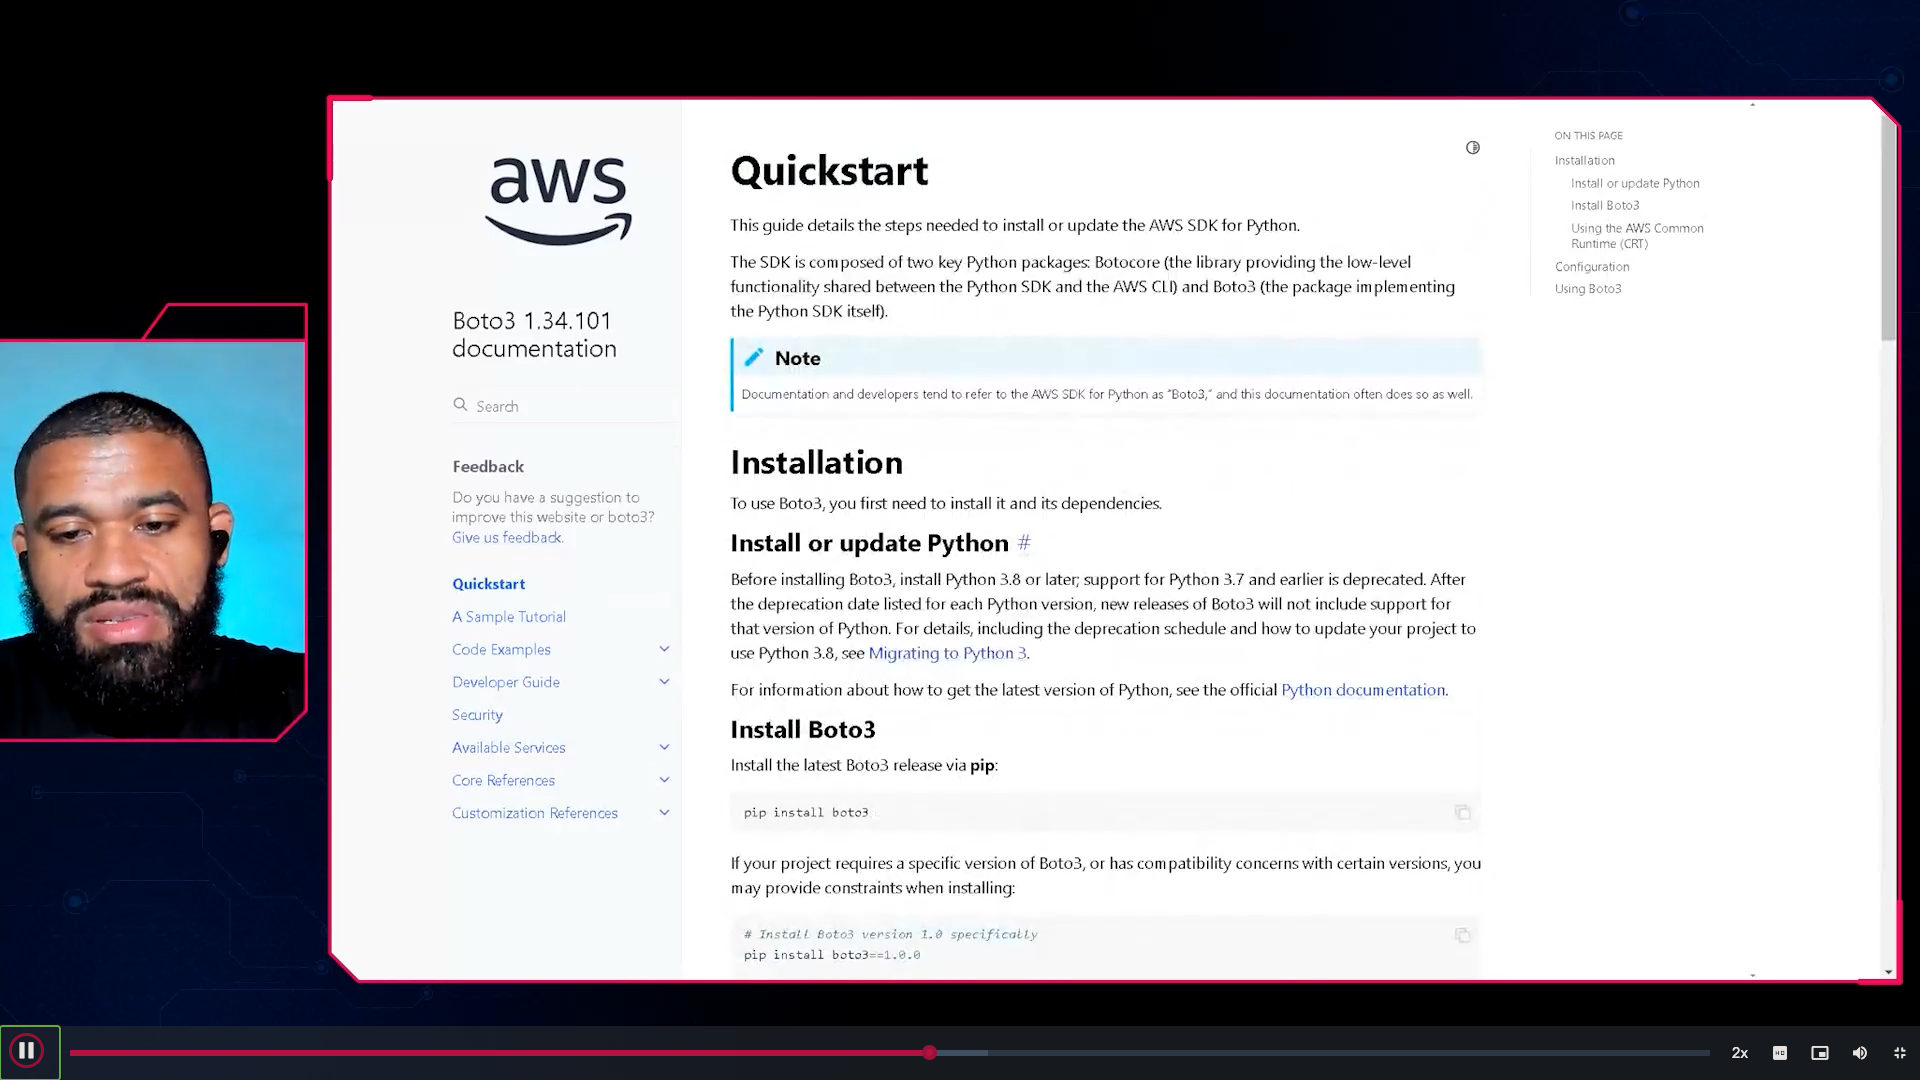 aws
Boto3 1.34.101
documentation
Search
Feedback
Do you have a suggestion to
improve this website or boto3?
Give us feedback.
Quickstart
A Sample Tutorial
Code Examples
Developer Guide
Security
Available Services
Core References
Customization References
Quickstart
This guide details the steps needed to install or update the AWS SDK for Python.
The SDK is composed of two key Python packages: Botocore (the library providing the low-level
functionality shared between the Python SDK and the AWS CLI) and Boto3 (the package implementing
the Python SDK itself).
Note
Documentation and developers tend to refer to the AWS SDK for Python as “Boto3,” and this documentation often does so as well.
Installation
To use Boto3, you first need to install it and its dependencies.
Install or update Python #
Before installing Boto3, install Python 3.8 or later; support for Python 3.7 and earlier is deprecated. After
the deprecation date listed for each Python version, new releases of Boto3 will not include support for
that version of Python. For details, including the deprecation schedule and how to update your project to
use Python 3.8, see Migrating to Python 3.
For information about how to get the latest version of Python, see the official Python documentation.
Install Boto3
Install the latest Boto3 release via pip:
pip install boto3
If your project requires a specific version of Boto3, or has compatibility concerns with certain versions, you
may provide constraints when installing:
# Install Boto3 version 1.0 specifically
pip install boto3==1.0.0
ON THIS PAGE
Installation
Install or update Python
Install Boto3
Using the AWS Common
Runtime (CRT)
Configuration
Using Boto3
2x
HD